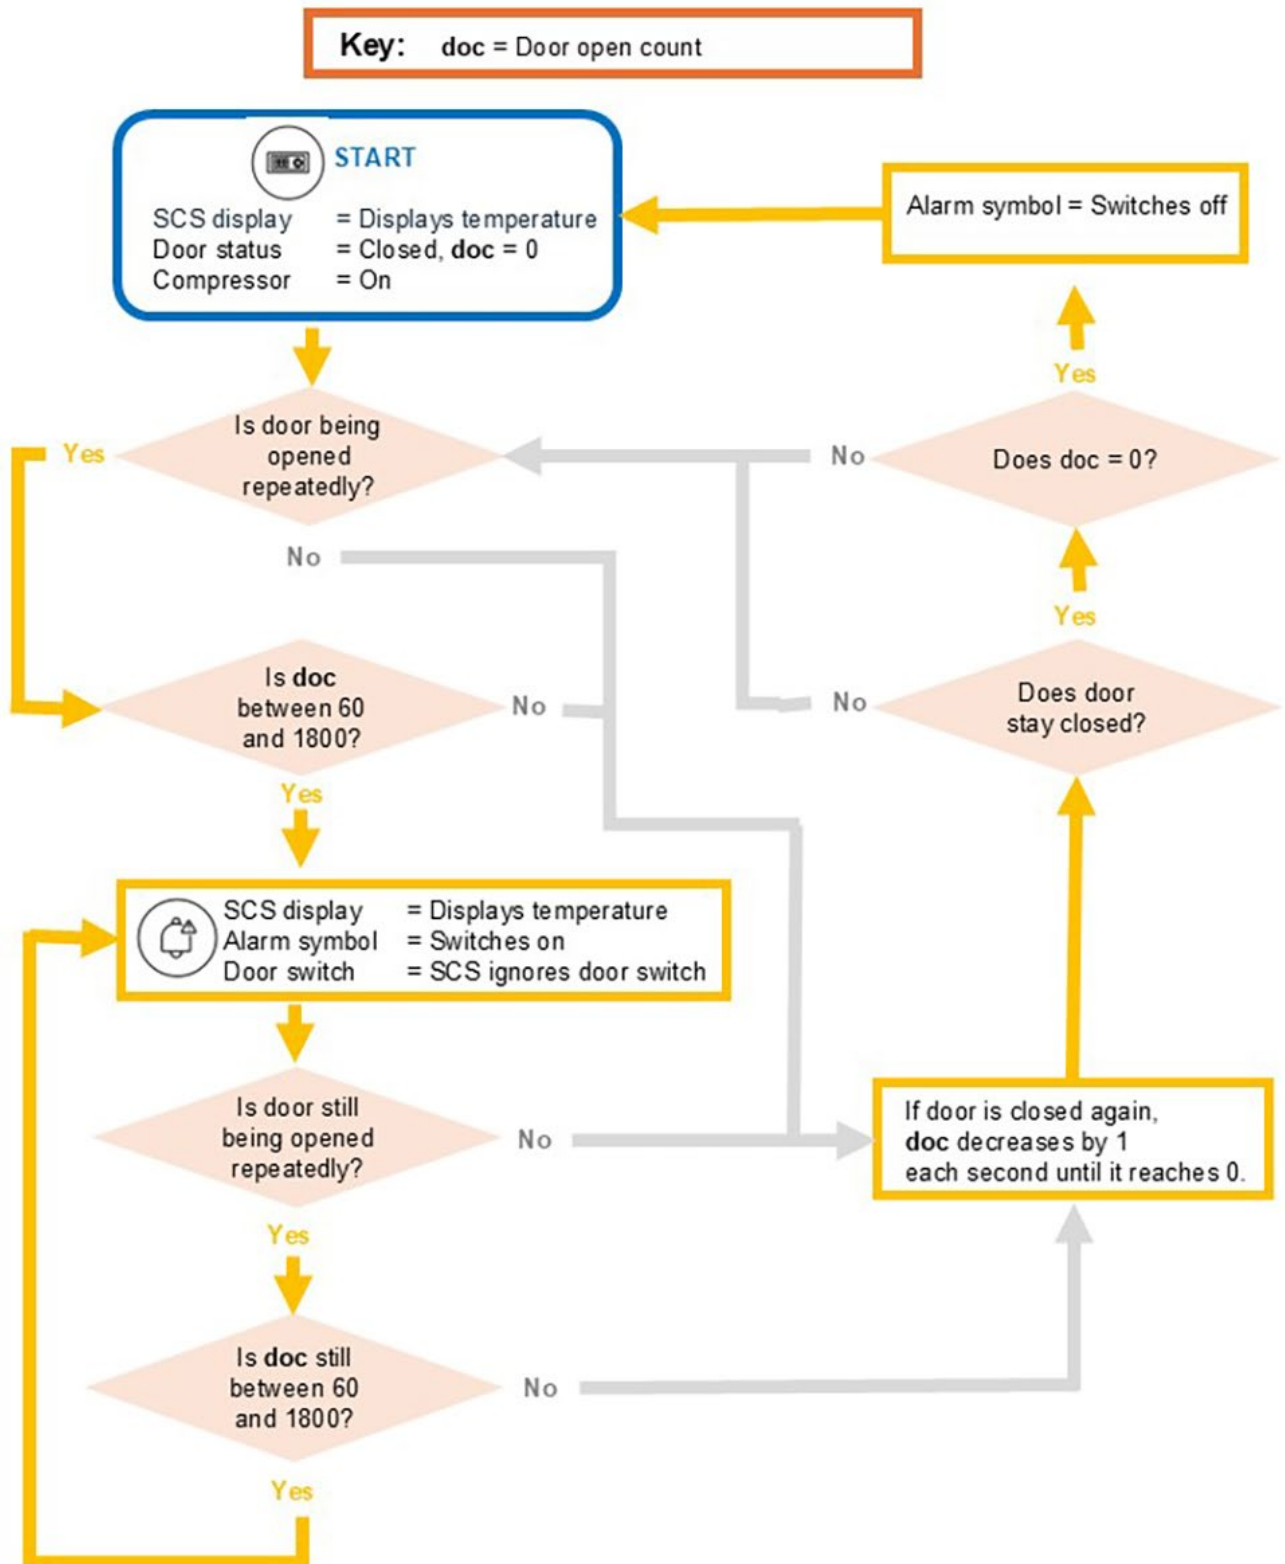 Key: doc = Door open count
START
SCS display = Displays temperature
Door status = Closed, doc = 0
Compressor = On
Alarm symbol = Switches off
Yes
Is door being
opened
repeatedly?
Yes
No
Does doc = 0?
No
Yes
Is doc
between 60
and 1800?
No
No
Does door
stay closed?
Yes
SCS display = Displays temperature
Alarm symbol = Switches on
Door switch = SCS ignores door switch
Is door still
being opened
repeatedly?
No
If door is closed again,
doc decreases by 1
each second until it reaches 0.
Yes
Is doc still
between 60
and 1800?
No
Yes